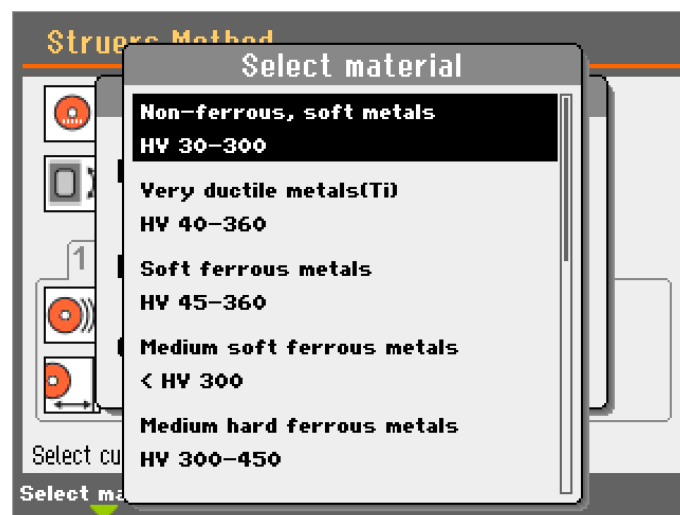 Struers Method
Select material
Non-ferrous, soft metals
HV 30-300
Very ductile metals(Ti)
HV 40-360
1
Soft ferrous metals
HV 45-360
Medium soft ferrous metals
< HV 300
Medium hard ferrous metals
HV 300-450
Select cu
Select ma